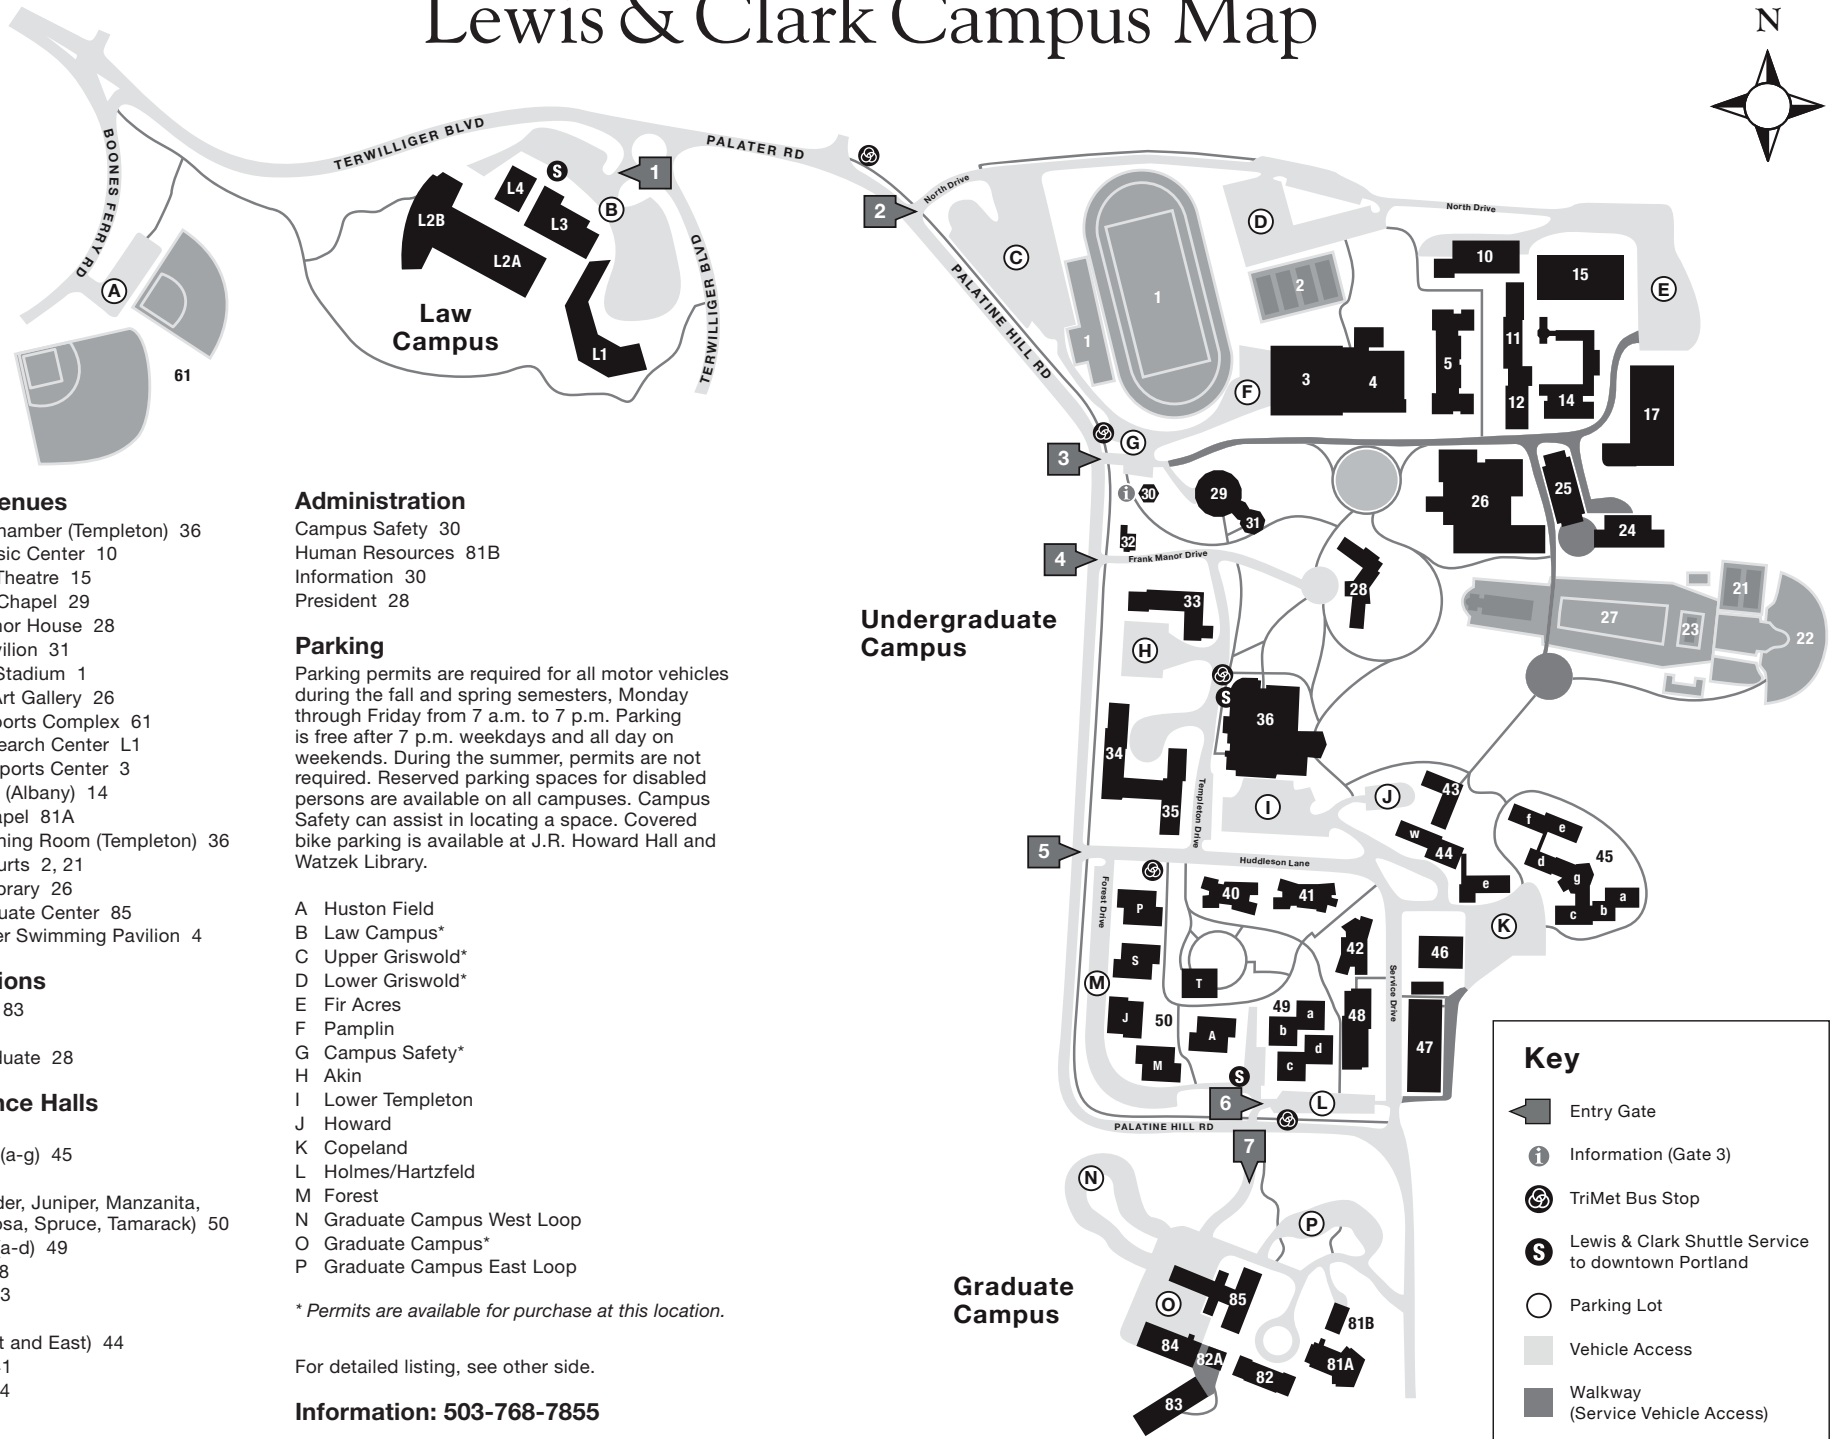 Lewis & Clark Campus Map
N
TERWILLIGER BLVD
PALATER RD
BOONES FERRY RD
TERWILLIGER BLVD
North Drive
North Drive
PALATINE HILL RD
1
2
A
B
C
D
E
F
G
S
L4
L3
L2B
L2A
L1
Law
Campus
61
1
1
2
3
4
5
10
11
12
14
15
17
3
i
30
29
31
32
4
Frank Manor Drive
26
25
24
28
33
H
Undergraduate
Campus
27
23
21
22
S
36
34
35
Templeton Drive
I
J
43
w
44
e
f
e
d
g
a
b
c
45
5
Huddleson Lane
Forest Drive
40
41
42
K
46
P
S
T
M
J
50
A
M
49
a
b
c
d
48
47
Service Drive
S
6
L
PALATINE HILL RD
7
N
P
Graduate
Campus
O
85
84
82A
82
83
81B
81A
enues
hamber (Templeton) 36
sic Center 10
Theatre 15
Chapel 29
nor House 28
vilion 31
Stadium 1
Art Gallery 26
ports Complex 61
search Center L1
ports Center 3
(Albany) 14
apel 81A
ning Room (Templeton) 36
urts 2, 21
brary 26
uate Center 85
er Swimming Pavilion 4
ions
83
luate 28
nce Halls
(a-g) 45
der, Juniper, Manzanita,
osa, Spruce, Tamarack) 50
a-d) 49
8
3
t and East) 44
1
4
Administration
Campus Safety 30
Human Resources 81B
Information 30
President 28
Parking
Parking permits are required for all motor vehicles
during the fall and spring semesters, Monday
through Friday from 7 a.m. to 7 p.m. Parking
is free after 7 p.m. weekdays and all day on
weekends. During the summer, permits are not
required. Reserved parking spaces for disabled
persons are available on all campuses. Campus
Safety can assist in locating a space. Covered
bike parking is available at J.R. Howard Hall and
Watzek Library.
A Huston Field
B Law Campus*
C Upper Griswold*
D Lower Griswold*
E Fir Acres
F Pamplin
G Campus Safety*
H Akin
I Lower Templeton
J Howard
K Copeland
L Holmes/Hartzfeld
M Forest
N Graduate Campus West Loop
O Graduate Campus*
P Graduate Campus East Loop
* Permits are available for purchase at this location.
For detailed listing, see other side.
Information: 503-768-7855
Key
Entry Gate
i Information (Gate 3)
TriMet Bus Stop
S Lewis & Clark Shuttle Service
to downtown Portland
Parking Lot
Vehicle Access
Walkway
(Service Vehicle Access)